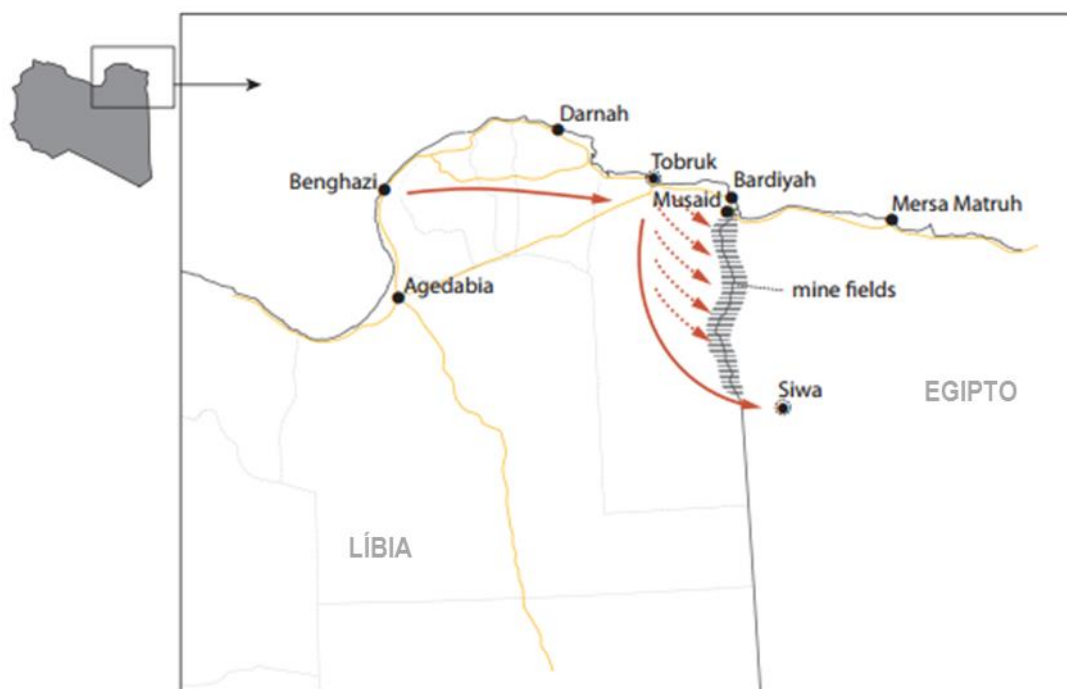 Darnah
Tobruk
Benghazi
Bardiyah
Musaid
Mersa Matruh
Agedabia
mine fields
Siwa
EGIPTO
LÍBIA